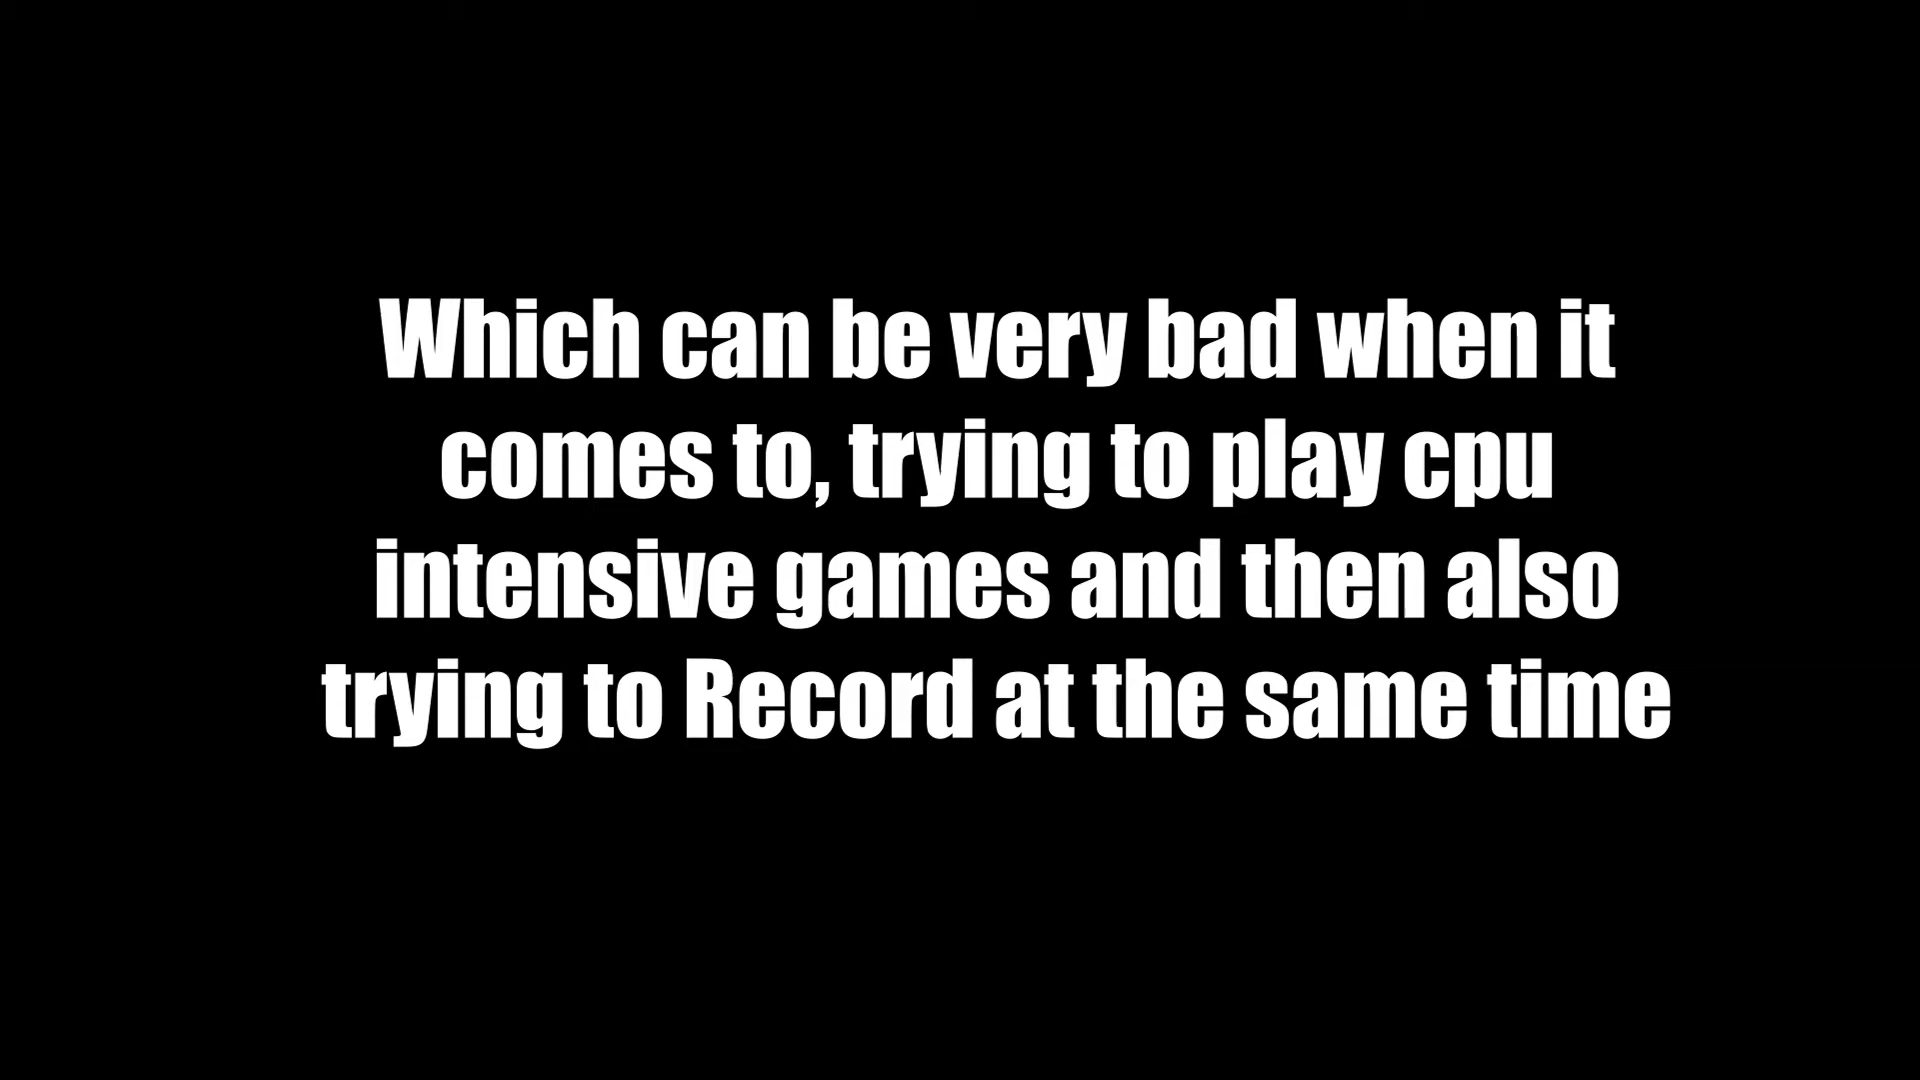 Which can be very bad when it
comes to, trying to play cpu
intensive games and then also
trying to Record at the same time